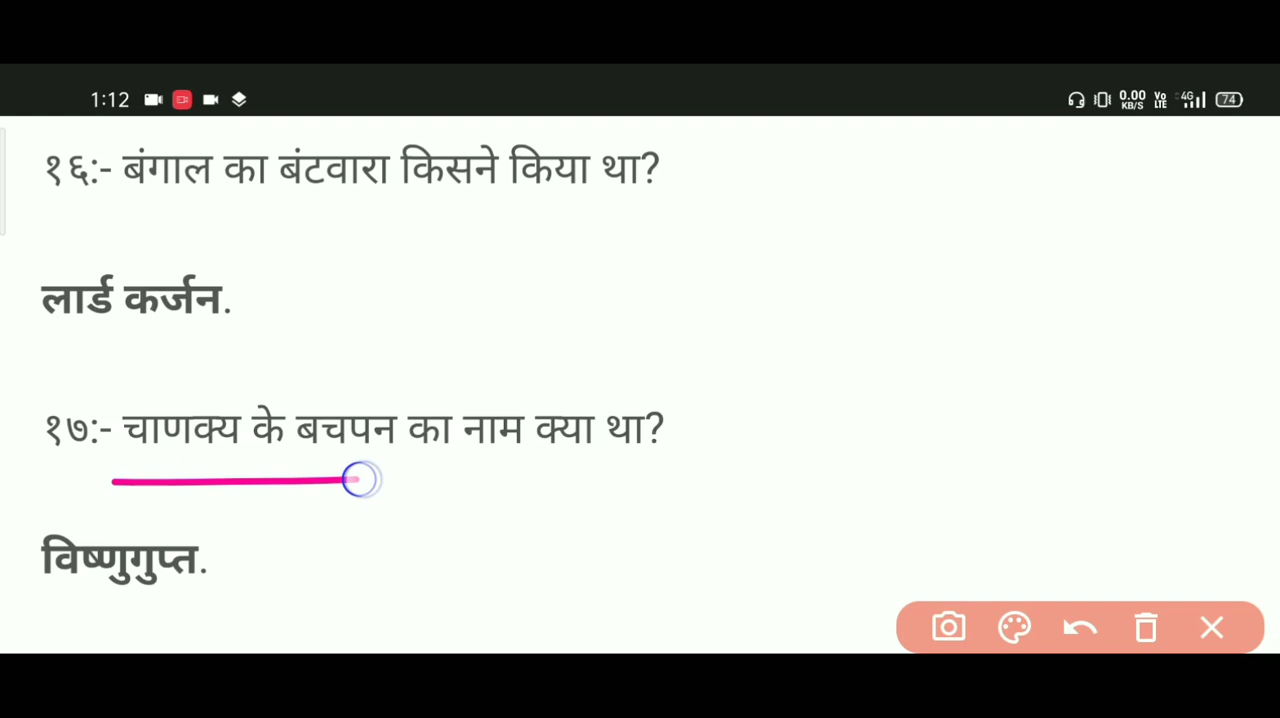 1:12 0.00 KB/S Vo LTE 4G 74
१६:- बंगाल का बंटवारा किसने किया था?
लार्ड कर्जन.
१७:- चाणक्य के बचपन का नाम क्या था?
विष्णुगुप्त.